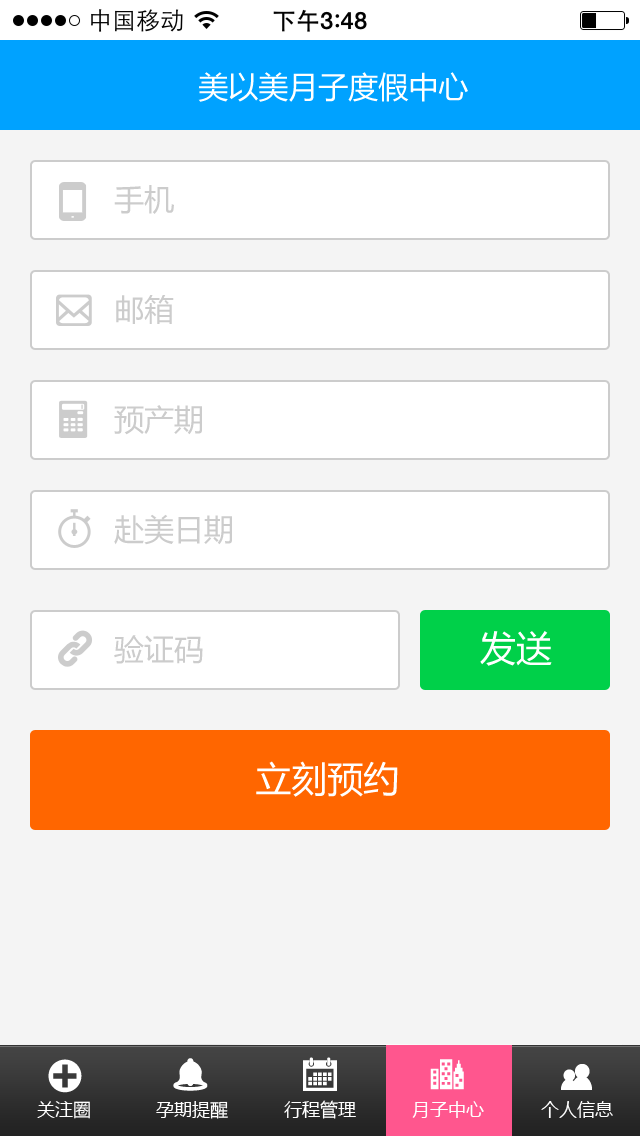 中国移动 下午3:48
美以美月子度假中心
手机
邮箱
预产期
赴美日期
验证码 发送
立刻预约
关注圈 孕期提醒 行程管理 月子中心 个人信息